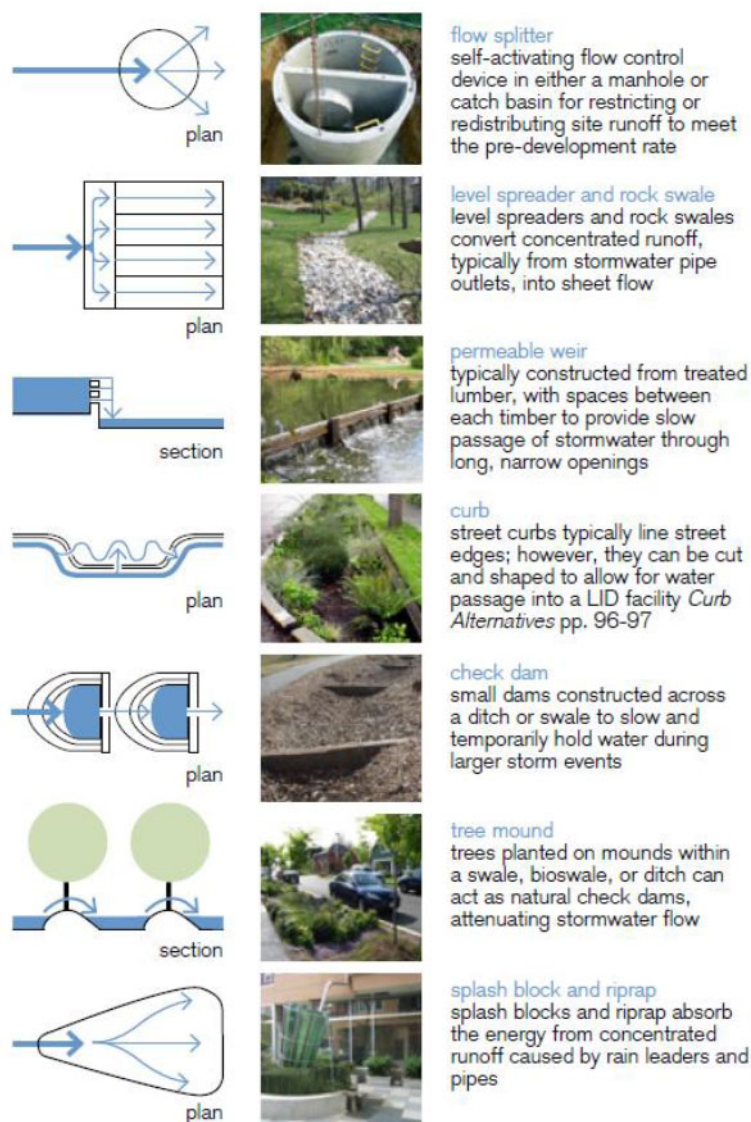 plan
flow splitter
self-activating flow control
device in either a manhole or
catch basin for restricting or
redistributing site runoff to meet
the pre-development rate
plan
level spreader and rock swale
level spreaders and rock swales
convert concentrated runoff,
typically from stormwater pipe
outlets, into sheet flow
section
permeable weir
typically constructed from treated
lumber, with spaces between
each timber to provide slow
passage of stormwater through
long, narrow openings
plan
curb
street curbs typically line street
edges; however, they can be cut
and shaped to allow for water
passage into a LID facility Curb
Alternatives pp. 96-97
plan
check dam
small dams constructed across
a ditch or swale to slow and
temporarily hold water during
larger storm events
section
tree mound
trees planted on mounds within
a swale, bioswale, or ditch can
act as natural check dams,
attenuating stormwater flow
plan
splash block and riprap
splash blocks and riprap absorb
the energy from concentrated
runoff caused by rain leaders and
pipes